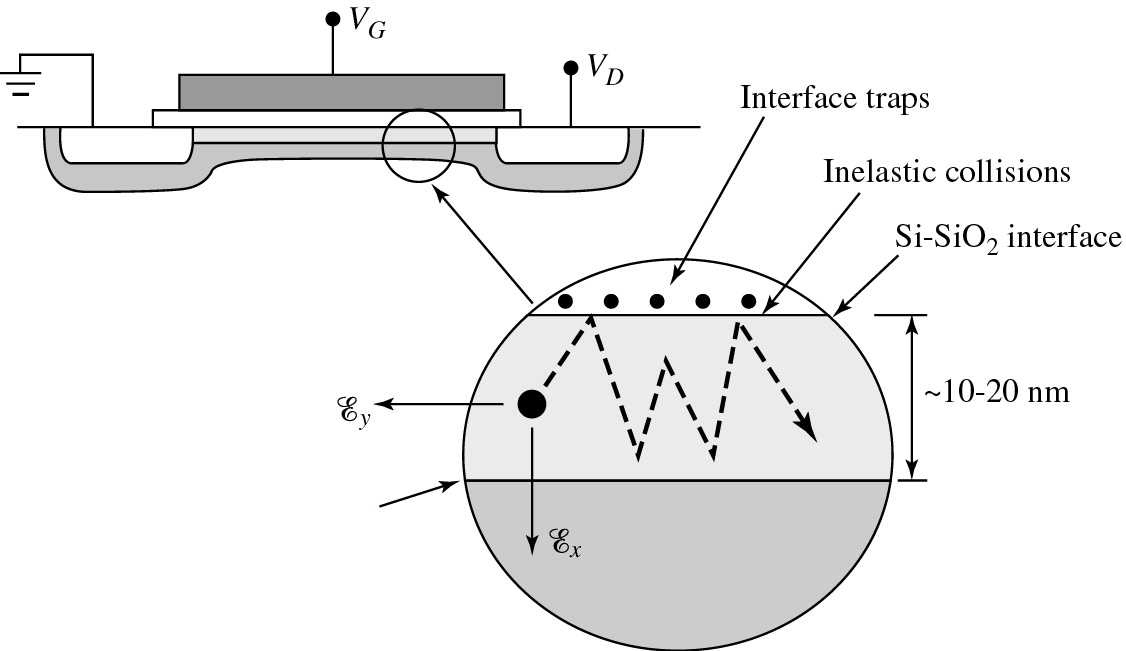 V_G
V_D
Interface traps
Inelastic collisions
Si-SiO₂ interface
~10-20 nm
ℰ_y
ℰ_x